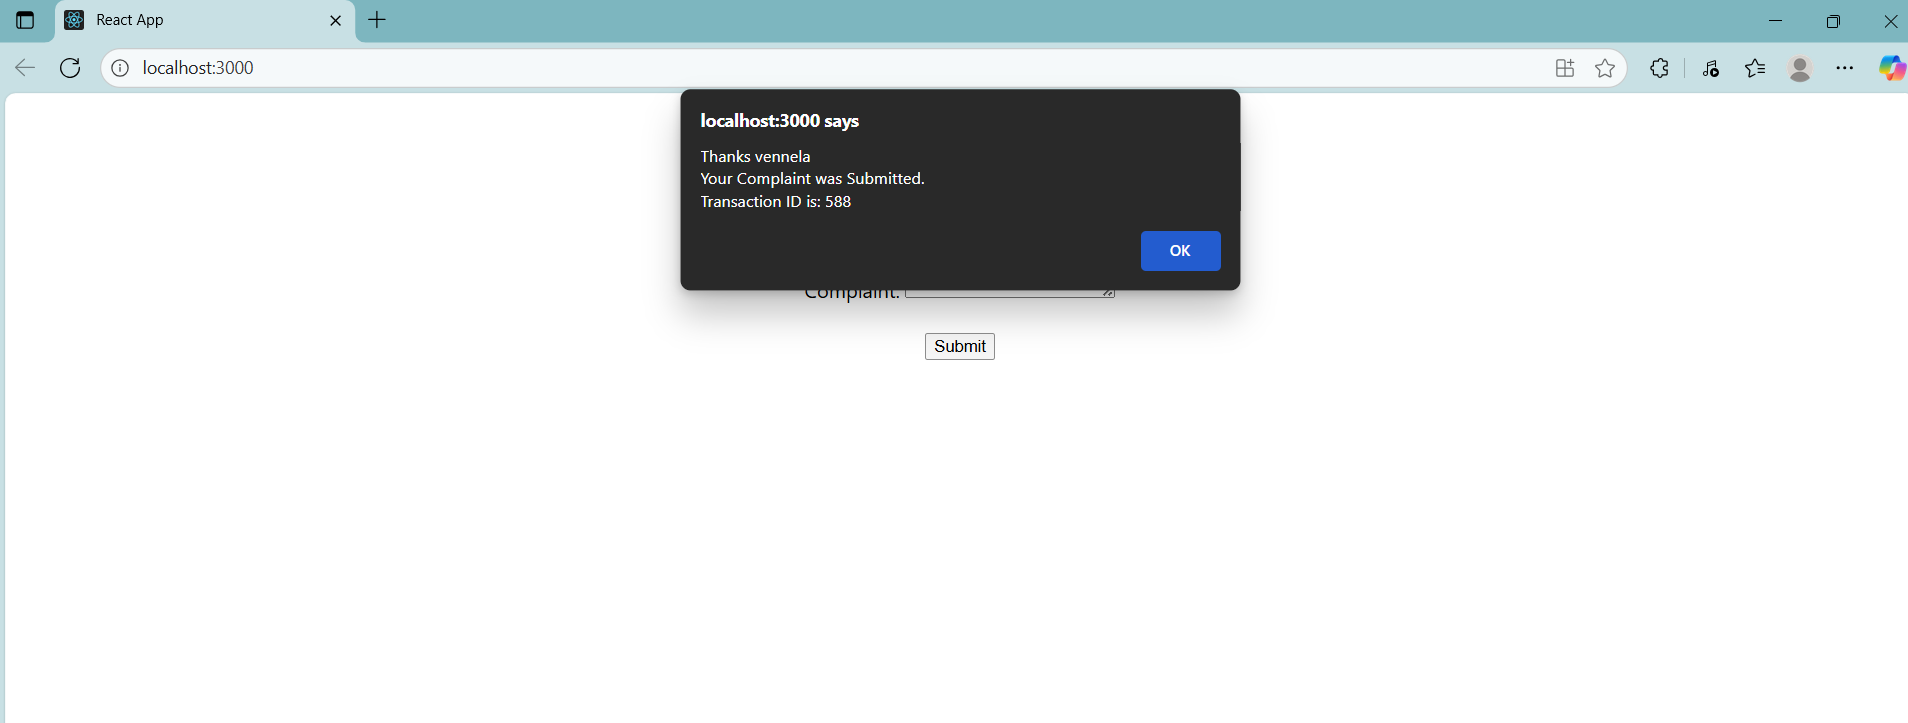 React App
localhost:3000
localhost:3000 says
Thanks vennela
Your Complaint was Submitted.
Transaction ID is: 588
OK
Complaint:
Submit